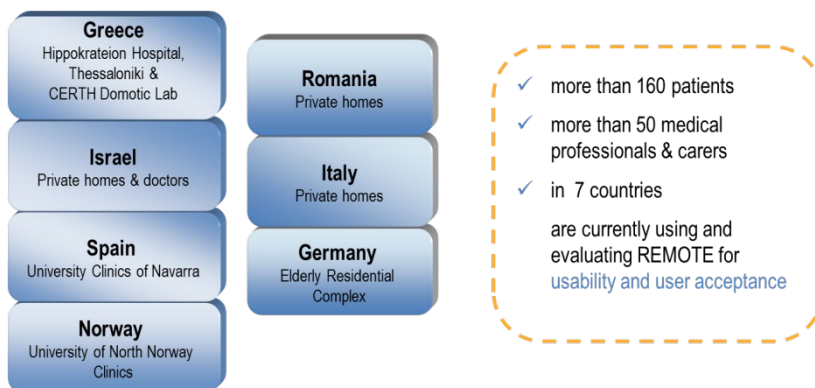 Greece
Hippokrateion Hospital,
Thessaloniki &
CERTH Domotic Lab
Israel
Private homes & doctors
Spain
University Clinics of Navarra
Norway
University of North Norway
Clinics
Romania
Private homes
Italy
Private homes
Germany
Elderly Residential
Complex
✓ more than 160 patients
✓ more than 50 medical
professionals & carers
✓ in 7 countries
are currently using and
evaluating REMOTE for
usability and user acceptance